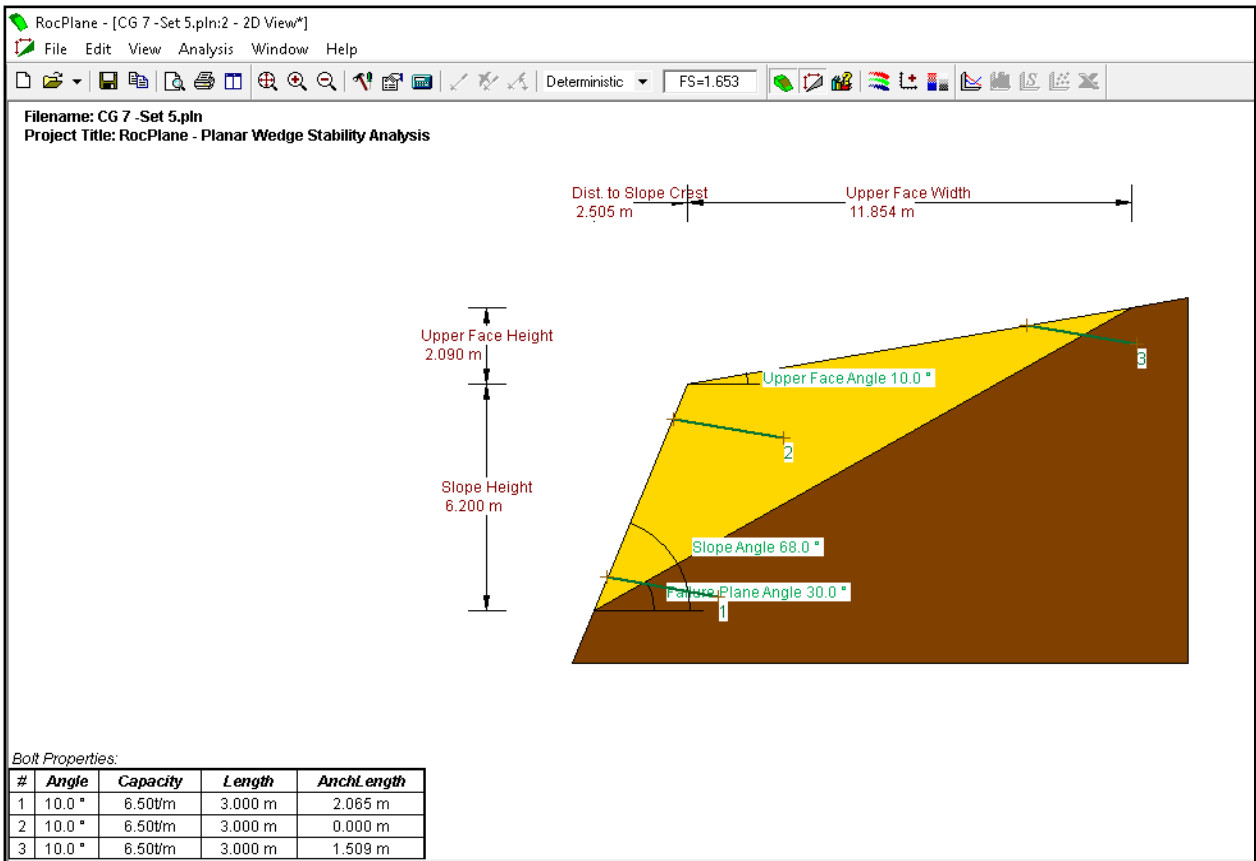 RocPlane - [CG 7 -Set 5.pln:2 - 2D View*]
File Edit View Analysis Window Help
Deterministic FS=1.653
Filename: CG 7 -Set 5.pln
Project Title: RocPlane - Planar Wedge Stability Analysis
Dist. to Slope Crest
2.505 m
Upper Face Width
11.854 m
Upper Face Height
2.090 m
Upper Face Angle 10.0 °
3
2
Slope Height
6.200 m
Slope Angle 68.0 °
Failure Plane Angle 30.0 °
1
Bolt Properties:
# Angle Capacity Length AnchLength
1 10.0 ° 6.50t/m 3.000 m 2.065 m
2 10.0 ° 6.50t/m 3.000 m 0.000 m
3 10.0 ° 6.50t/m 3.000 m 1.509 m